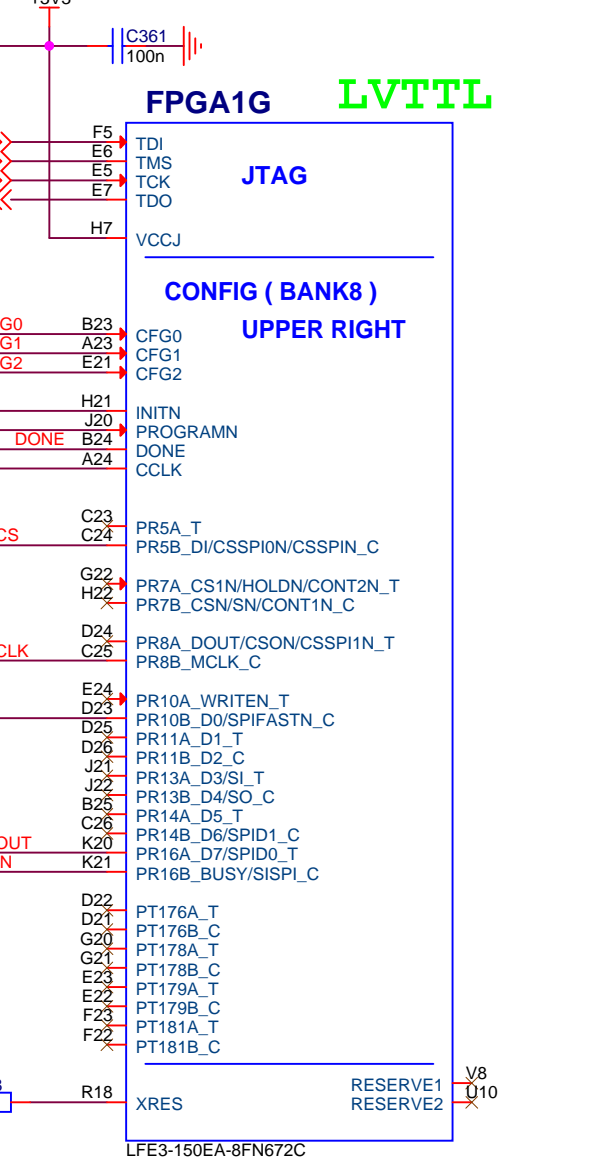 C361
100n
FPGA1G LVTTL
F5 TDI
E6 TMS
E5 TCK
E7 TDO
JTAG
H7 VCCJ
CONFIG ( BANK8 )
UPPER RIGHT
G0 B23 CFG0
G1 A23 CFG1
G2 E21 CFG2
H21 INITN
J20 PROGRAMN
DONE B24 DONE
A24 CCLK
C23 PR5A_T
CS C24 PR5B_DI/CSSPI0N/CSSPIN_C
G22 PR7A_CS1N/HOLDN/CONT2N_T
H22 PR7B_CSN/SN/CONT1N_C
D24 PR8A_DOUT/CSON/CSSPI1N_T
CLK C25 PR8B_MCLK_C
E24 PR10A_WRITEN_T
D23 PR10B_D0/SPIFASTN_C
D25 PR11A_D1_T
D26 PR11B_D2_C
J21 PR13A_D3/SI_T
J22 PR13B_D4/SO_C
B25 PR14A_D5_T
C26 PR14B_D6/SPID1_C
OUT K20 PR16A_D7/SPID0_T
N K21 PR16B_BUSY/SISPI_C
D22 PT176A_T
D21 PT176B_C
G20 PT178A_T
G21 PT178B_C
E23 PT179A_T
E22 PT179B_C
F23 PT181A_T
F22 PT181B_C
RESERVE1 V8
RESERVE2 U10
R18 XRES
LFE3-150EA-8FN672C